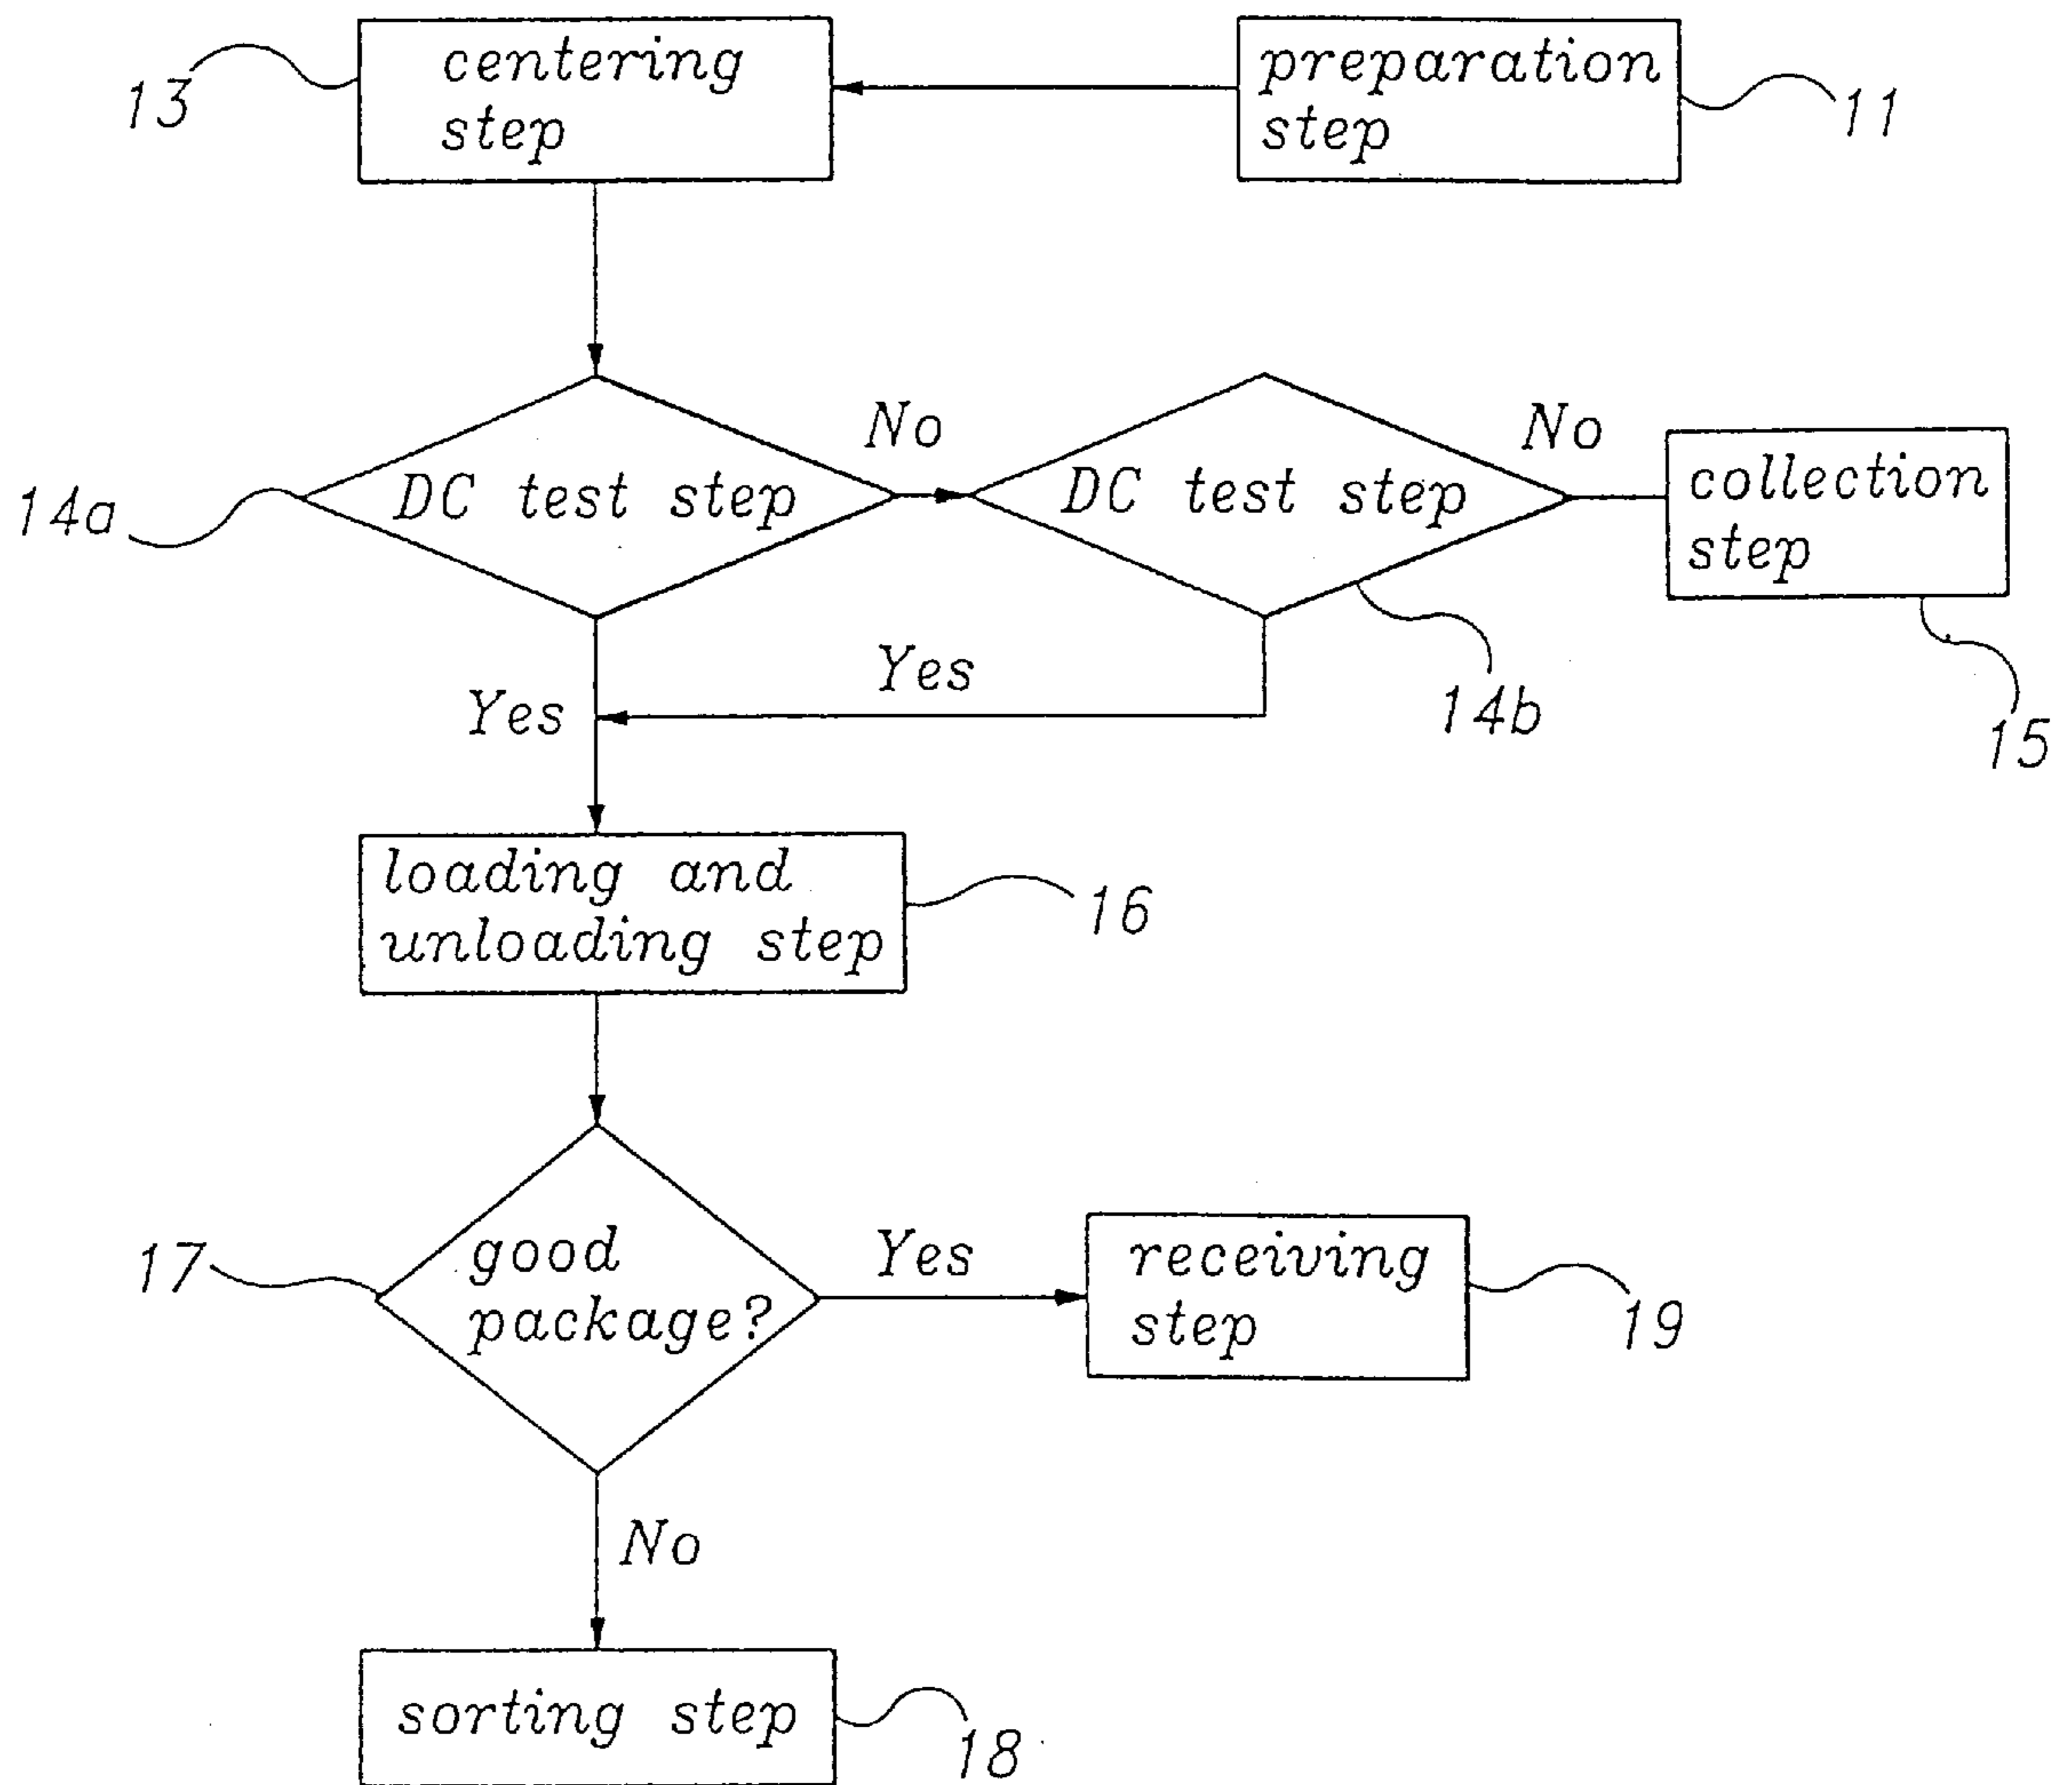 centering
step
13
preparation
step
11
14a
DC test step
No
DC test step
No
collection
step
Yes
Yes
14b
15
loading and
unloading step
16
17
good
package?
Yes
receiving
step
19
No
sorting step
18